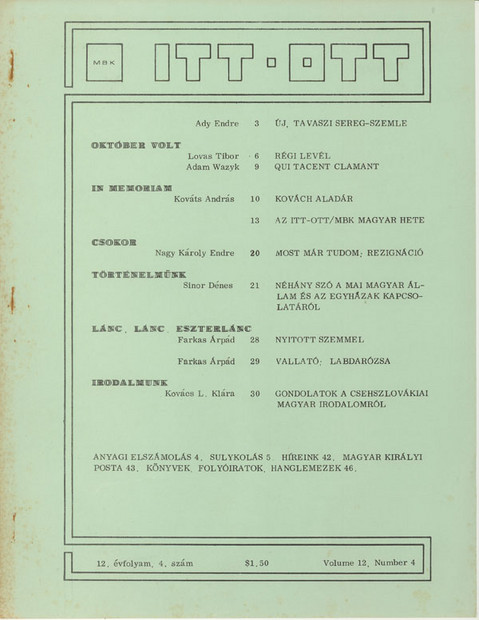 MBK ITT-OTT
Ady Endre 3 ÚJ, TAVASZI SEREG-SZEMLE
OKTÓBER VOLT
Lovas Tibor 6 RÉGI LEVÉL
Adam Wazyk 9 QUI TACENT CLAMANT
IN MEMORIAM
Kováts András 10 KOVÁCH ALADÁR
13 AZ ITT-OTT/MBK MAGYAR HETE
CSOKOR
Nagy Károly Endre 20 MOST MÁR TUDOM; REZIGNÁCIÓ
TÖRTÉNELMÜNK
Sinor Dénes 21 NÉHÁNY SZÓ A MAI MAGYAR ÁL-
LAM ÉS AZ EGYHÁZAK KAPCSO-
LATÁRÓL
LÁNC, LÁNC, ESZTERLÁNC
Farkas Árpád 28 NYITOTT SZEMMEL
Farkas Árpád 29 VALLATÓ; LABDARÓZSA
IRODALMUNK
Kovács L. Klára 30 GONDOLATOK A CSEHSZLOVÁKIAI
MAGYAR IRODALOMRÓL
ANYAGI ELSZÁMOLÁS 4, SULYKOLÁS 5, HÍREINK 42, MAGYAR KIRÁLYI
POSTA 43, KÖNYVEK, FOLYÓIRATOK, HANGLEMEZEK 46.
12. évfolyam, 4. szám $1,50 Volume 12, Number 4